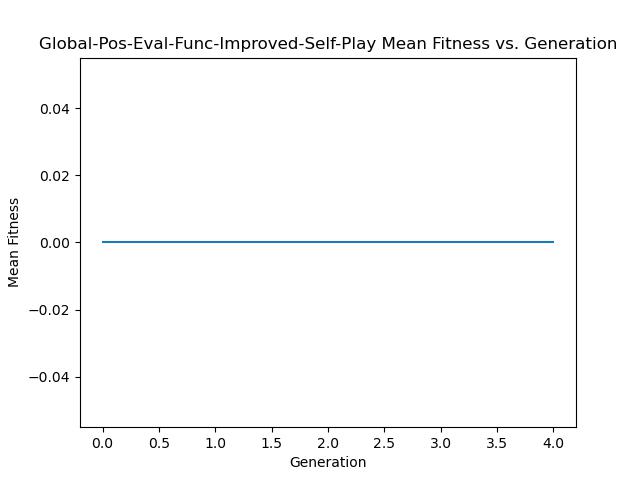 Global-Pos-Eval-Func-Improved-Self-Play Mean Fitness vs. Generation
0.04
0.02
0.00
−0.02
−0.04
Mean Fitness
0.0 0.5 1.0 1.5 2.0 2.5 3.0 3.5 4.0
Generation